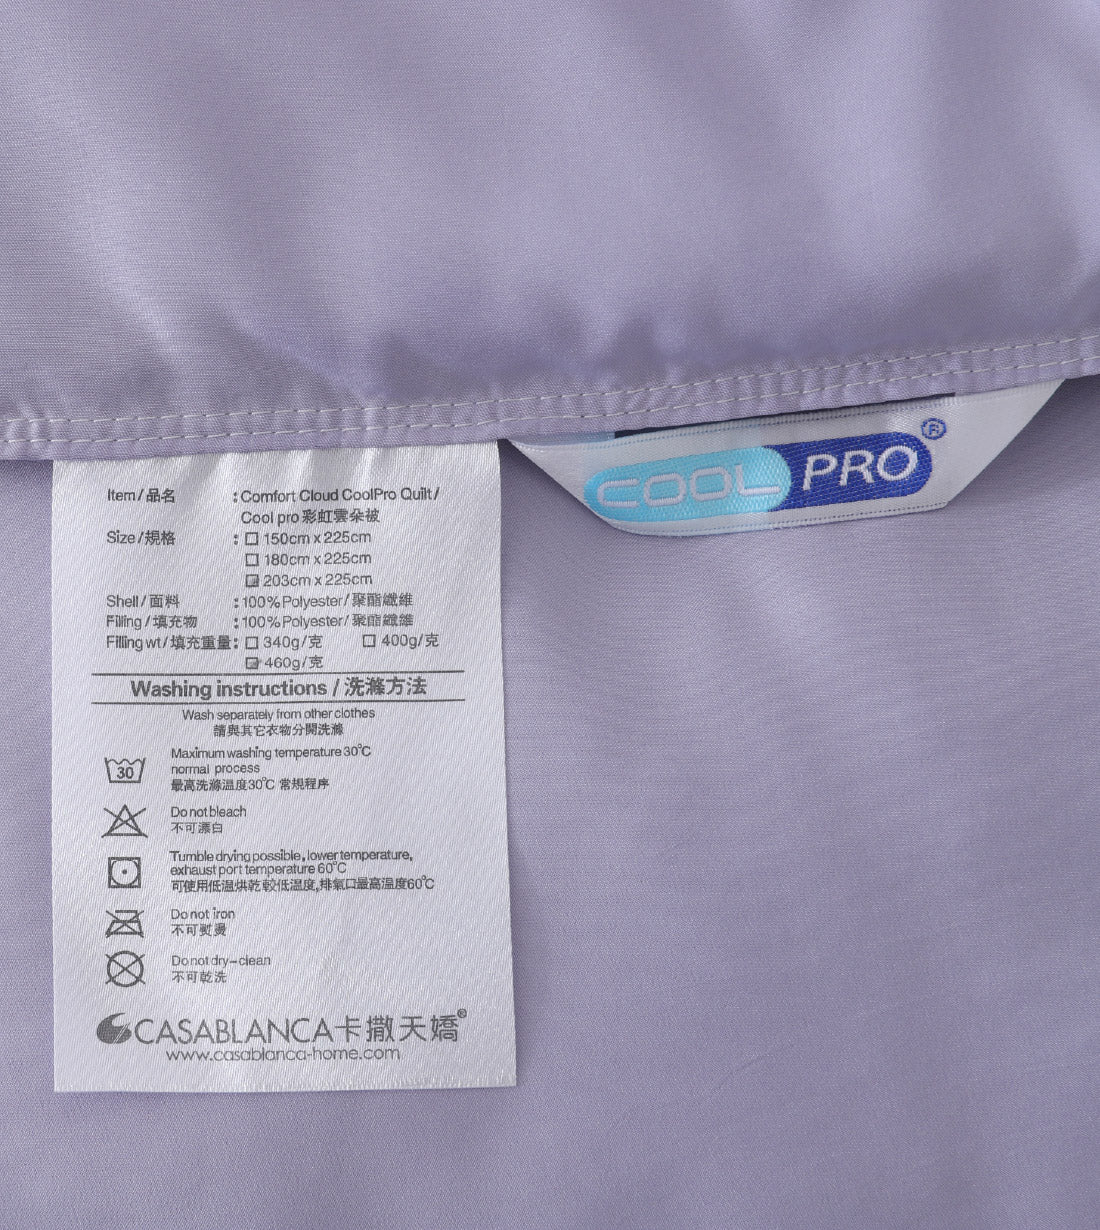 COOL PRO®
Item/品名 :Comfort Cloud CoolPro Quilt/
Cool pro 彩虹雲朵被
Size/規格 : ☐ 150cm x 225cm
☐ 180cm x 225cm
☑ 203cm x 225cm
Shell/面料 :100%Polyester/聚酯纖維
Filling/填充物 :100%Polyester/聚酯纖維
Filling wt/填充重量: ☐ 340g/克 ☐ 400g/克
☑ 460g/克
Washing instructions / 洗滌方法
Wash separately from other clothes
請與其它衣物分開洗滌
30
Maximum washing temperature 30°C
normal process
最高洗滌溫度30°C 常規程序
Do not bleach
不可漂白
Tumble drying possible, lower temperature,
exhaust port temperature 60°C
可使用低溫烘乾較低溫度,排氣口最高溫度60°C
Do not iron
不可熨燙
Do not dry-clean
不可乾洗
CASABLANCA卡撒天嬌®
www.casablanca-home.com